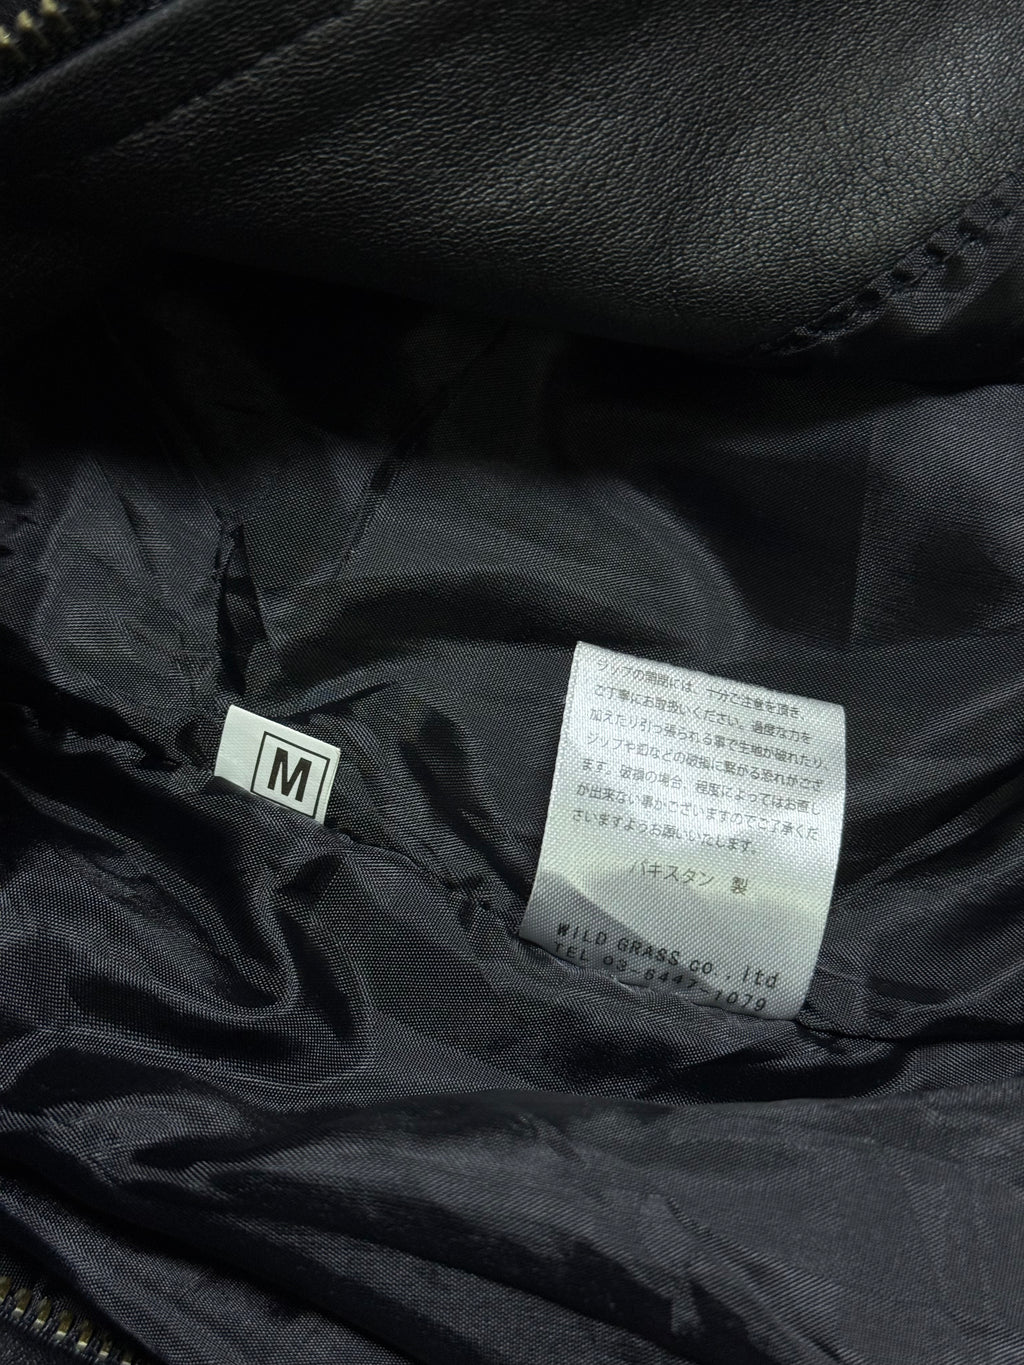 M
ジップの開閉には、十分ご注意を頂き、
ご丁寧にお取扱いください。過度な力を
加えたり引っ張られる事で生地が破れたり
ジップや釦などの破損に繋がる恐れがござ
ます。破損の場合、程度によってはお直し
が出来ない事がございますのでご了承くだ
さいますようお願いいたします。
パキスタン 製
WILD GRASS CO., ltd
TEL 03-6447-1079